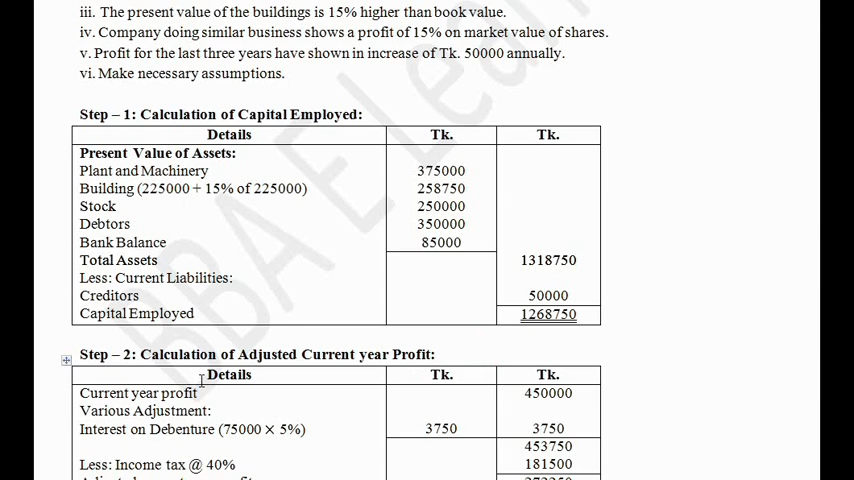 iii. The present value of the buildings is 15% higher than book value.
iv. Company doing similar business shows a profit of 15% on market value of shares.
v. Profit for the last three years have shown in increase of Tk. 50000 annually.
vi. Make necessary assumptions.
Step – 1: Calculation of Capital Employed:
Details Tk. Tk.
Present Value of Assets:
Plant and Machinery 375000
Building (225000 + 15% of 225000) 258750
Stock 250000
Debtors 350000
Bank Balance 85000
Total Assets 1318750
Less: Current Liabilities:
Creditors 50000
Capital Employed 1268750
Step – 2: Calculation of Adjusted Current year Profit:
Details Tk. Tk.
Current year profit 450000
Various Adjustment:
Interest on Debenture (75000 × 5%) 3750 3750
453750
Less: Income tax @ 40% 181500
BBA E Lear